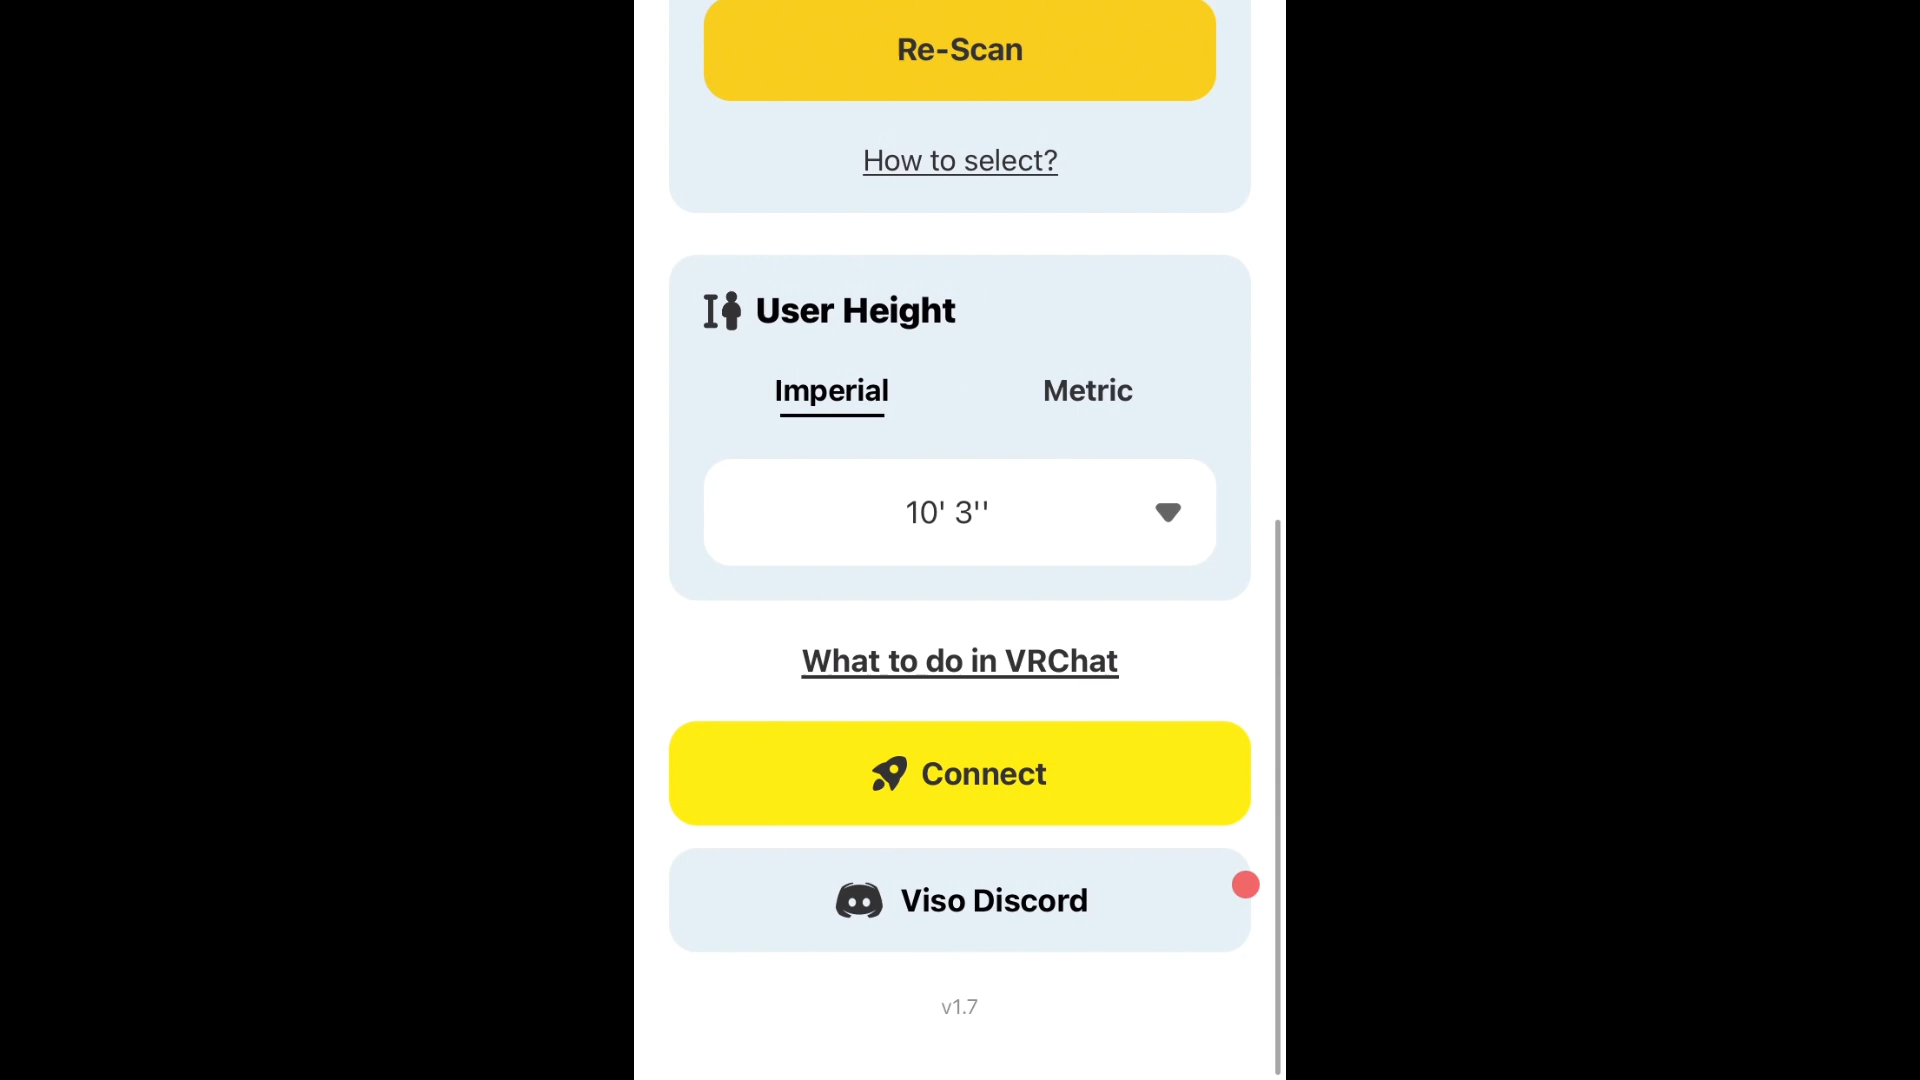 Re-Scan
How to select?
User Height
Imperial Metric
10' 3''
What to do in VRChat
Connect
Viso Discord
v1.7